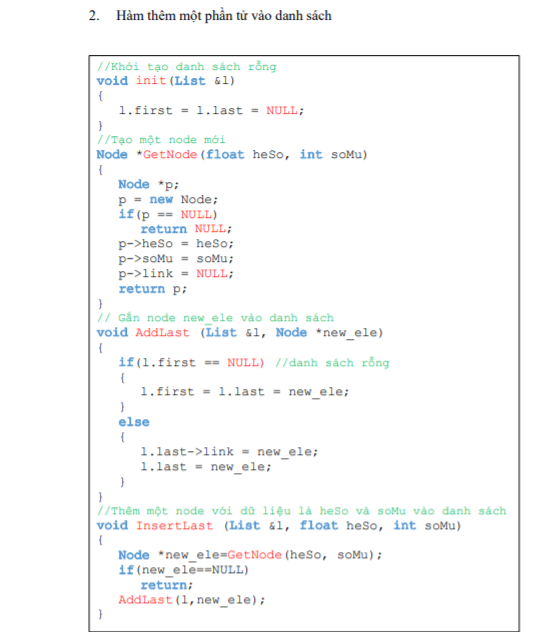 2. Hàm thêm một phần tử vào danh sách
//Khởi tạo danh sách rỗng
void init(List &l)
{
l.first = l.last = NULL;
}
//Tạo một node mới
Node *GetNode(float heSo, int soMu)
{
Node *p;
p = new Node;
if(p == NULL)
return NULL;
p->heSo = heSo;
p->soMu = soMu;
p->link = NULL;
return p;
}
// Gắn node new_ele vào danh sách
void AddLast (List &l, Node *new_ele)
{
if(l.first == NULL) //danh sách rỗng
{
l.first = l.last = new_ele;
}
else
{
l.last->link = new_ele;
l.last = new_ele;
}
}
//Thêm một node với dữ liệu là heSo và soMu vào danh sách
void InsertLast (List &l, float heSo, int soMu)
{
Node *new_ele=GetNode(heSo, soMu);
if(new_ele==NULL)
return;
AddLast(l,new_ele);
}